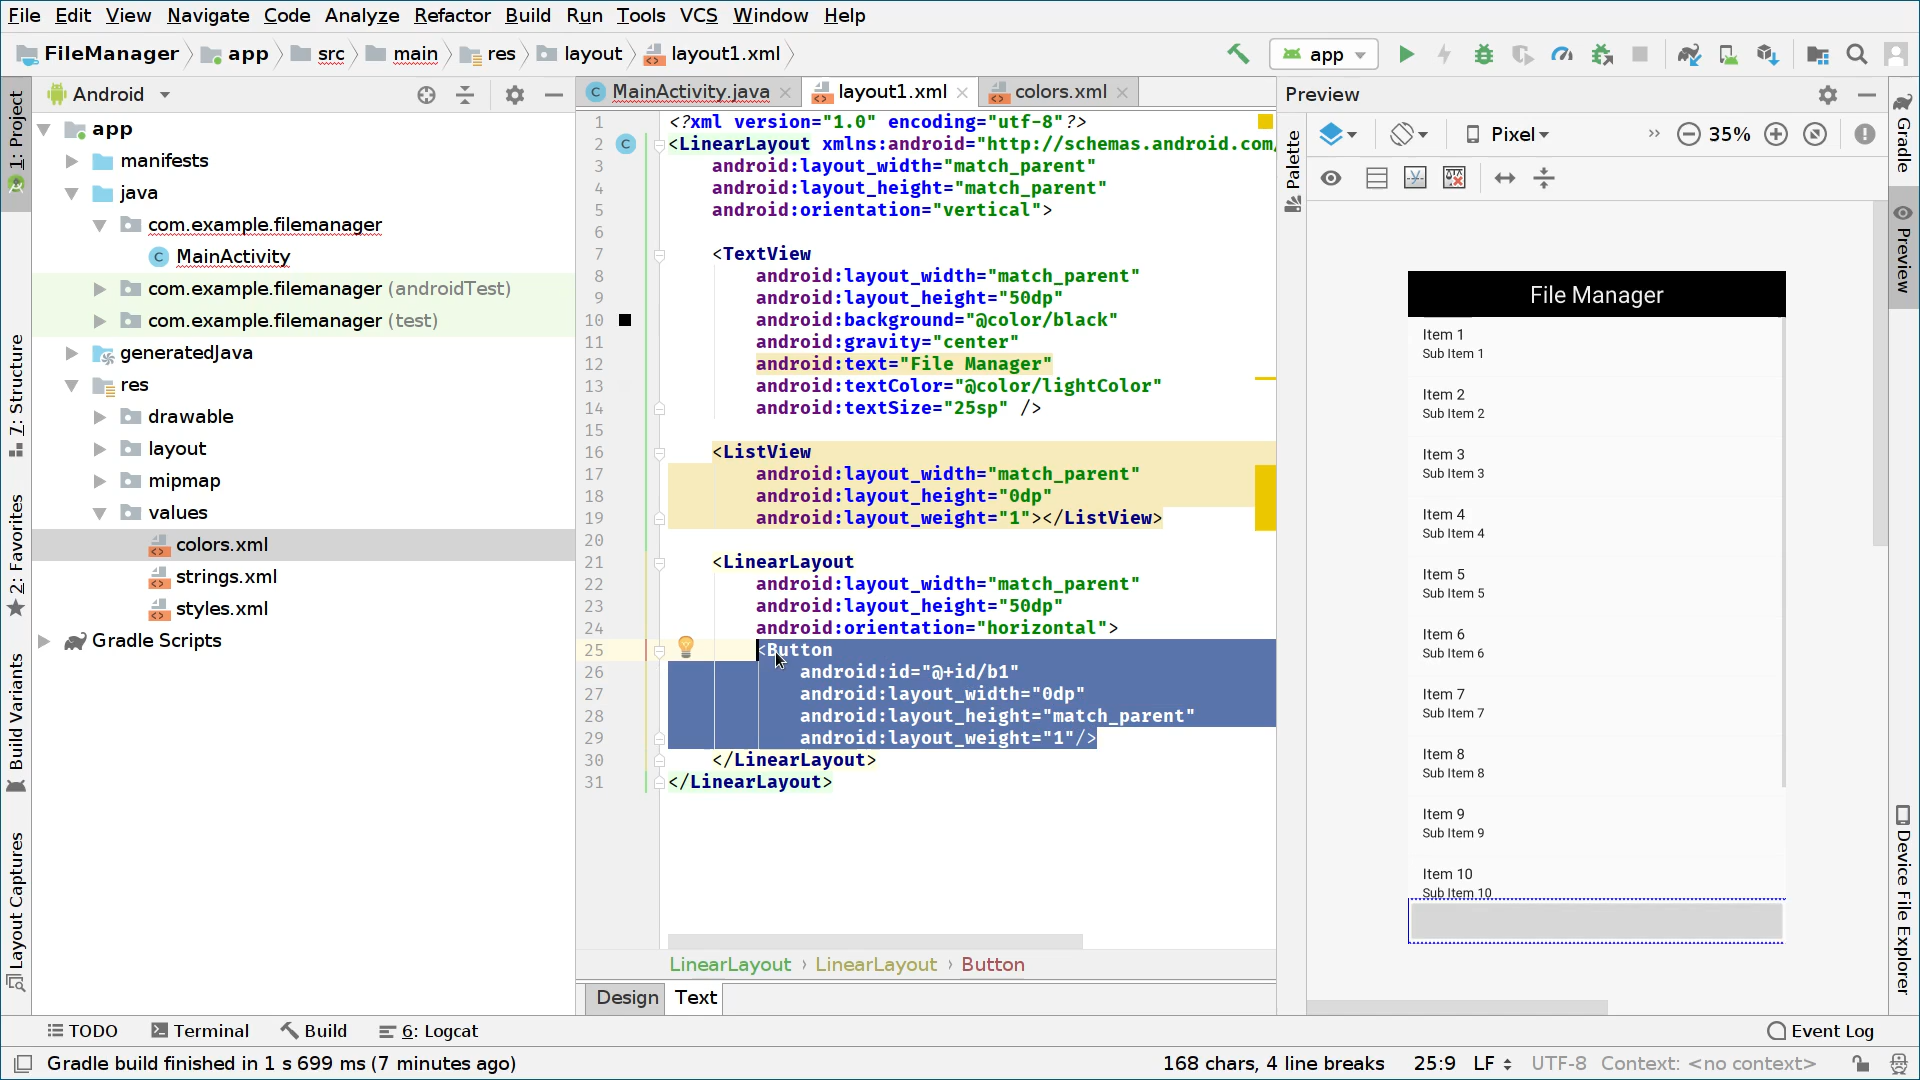 File Edit View Navigate Code Analyze Refactor Build Run Tools VCS Window Help
FileManager app src main res layout layout1.xml app
1: Project
7: Structure
2: Favorites
Build Variants
Layout Captures
Android
app
manifests
java
com.example.filemanager
MainActivity
com.example.filemanager (androidTest)
com.example.filemanager (test)
generatedJava
res
drawable
layout
mipmap
values
colors.xml
strings.xml
styles.xml
Gradle Scripts
MainActivity.java layout1.xml colors.xml
1 <?xml version="1.0" encoding="utf-8"?>
2 <LinearLayout xmlns:android="http://schemas.android.com/
3 android:layout_width="match_parent"
4 android:layout_height="match_parent"
5 android:orientation="vertical">
6
7 <TextView
8 android:layout_width="match_parent"
9 android:layout_height="50dp"
10 android:background="@color/black"
11 android:gravity="center"
12 android:text="File Manager"
13 android:textColor="@color/lightColor"
14 android:textSize="25sp" />
15
16 <ListView
17 android:layout_width="match_parent"
18 android:layout_height="0dp"
19 android:layout_weight="1"></ListView>
20
21 <LinearLayout
22 android:layout_width="match_parent"
23 android:layout_height="50dp"
24 android:orientation="horizontal">
25 <Button
26 android:id="@+id/b1"
27 android:layout_width="0dp"
28 android:layout_height="match_parent"
29 android:layout_weight="1"/>
30 </LinearLayout>
31 </LinearLayout>
LinearLayout › LinearLayout › Button
Design Text
Preview
Palette
Pixel » 35%
File Manager
Item 1
Sub Item 1
Item 2
Sub Item 2
Item 3
Sub Item 3
Item 4
Sub Item 4
Item 5
Sub Item 5
Item 6
Sub Item 6
Item 7
Sub Item 7
Item 8
Sub Item 8
Item 9
Sub Item 9
Item 10
Sub Item 10
Gradle
Preview
Device File Explorer
TODO Terminal Build 6: Logcat Event Log
Gradle build finished in 1 s 699 ms (7 minutes ago) 168 chars, 4 line breaks 25:9 LF UTF-8 Context: <no context>